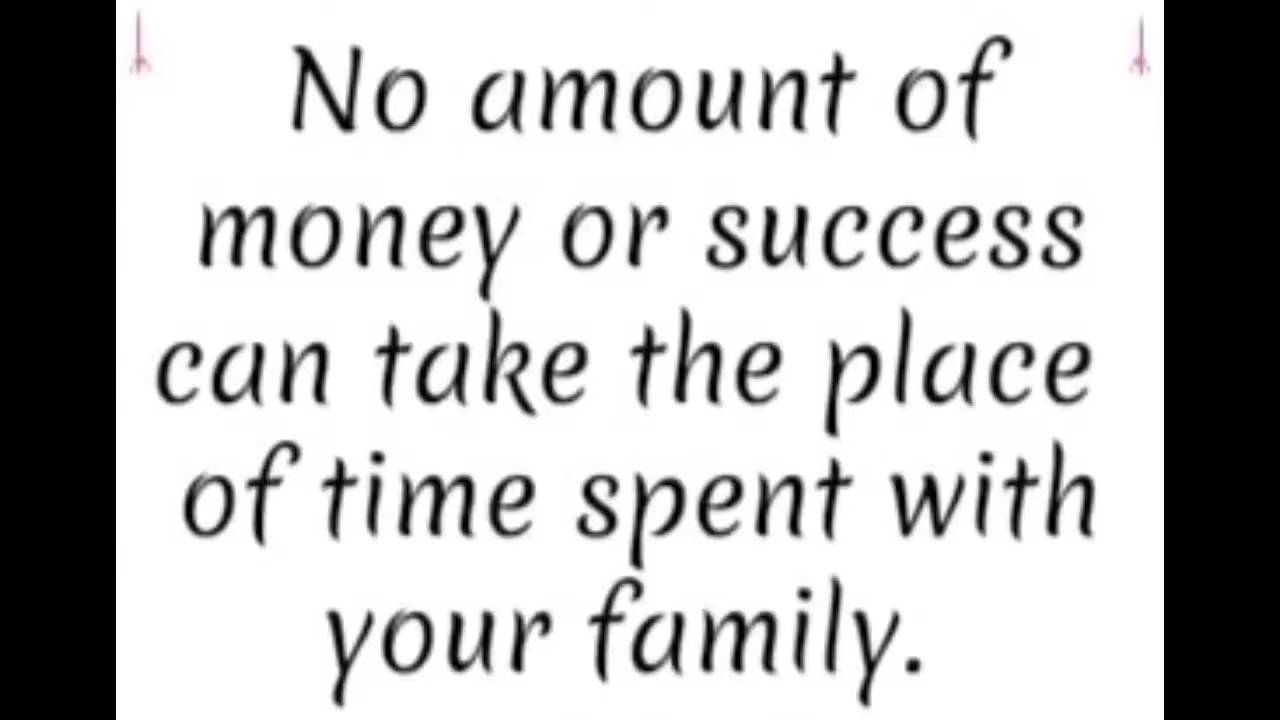 No amount of
money or success
can take the place
of time spent with
your family.